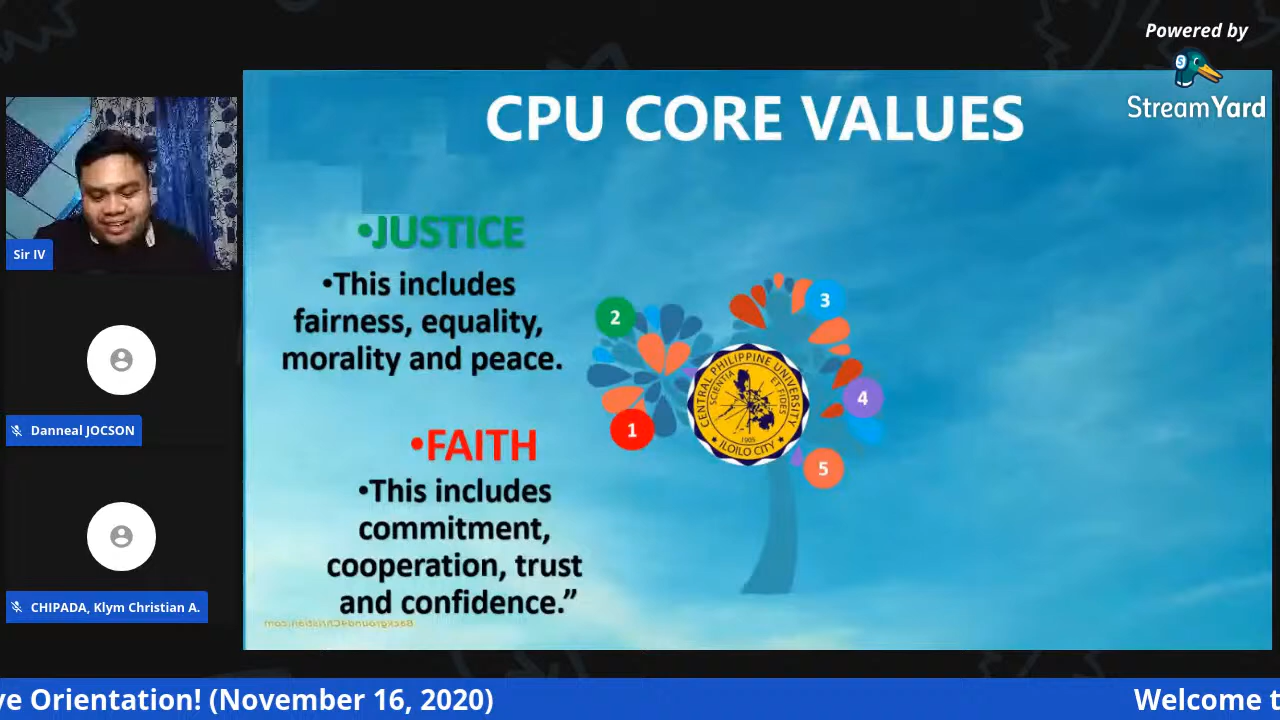 Powered by
StreamYard
CPU CORE VALUES
•JUSTICE
•This includes
fairness, equality,
morality and peace.
•FAITH
•This includes
commitment,
cooperation, trust
and confidence.”
2
3
4
1
5
CENTRAL PHILIPPINE UNIVERSITY
SCIENTIA ET FIDES
1905
ILOILO CITY
Background4Christian.com
Sir IV
Danneal JOCSON
CHIPADA, Klym Christian A.
ve Orientation! (November 16, 2020)
Welcome t